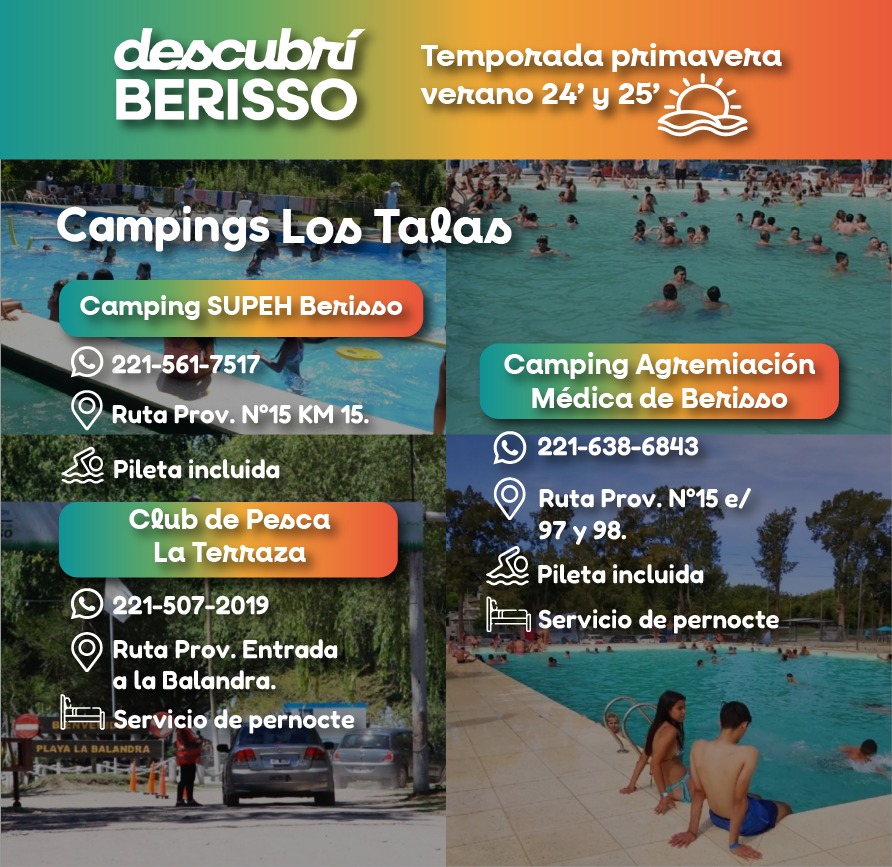 descubrí
BERISSO
Temporada primavera
verano 24’ y 25’
Campings Los Talas
Camping SUPEH Berisso
221-561-7517
Ruta Prov. N°15 KM 15.
Pileta incluida
Club de Pesca
La Terraza
221-507-2019
Ruta Prov. Entrada
a la Balandra.
Servicio de pernocte
PLAYA LA BALANDRA
Camping Agremiación
Médica de Berisso
221-638-6843
Ruta Prov. N°15 e/
97 y 98.
Pileta incluida
Servicio de pernocte